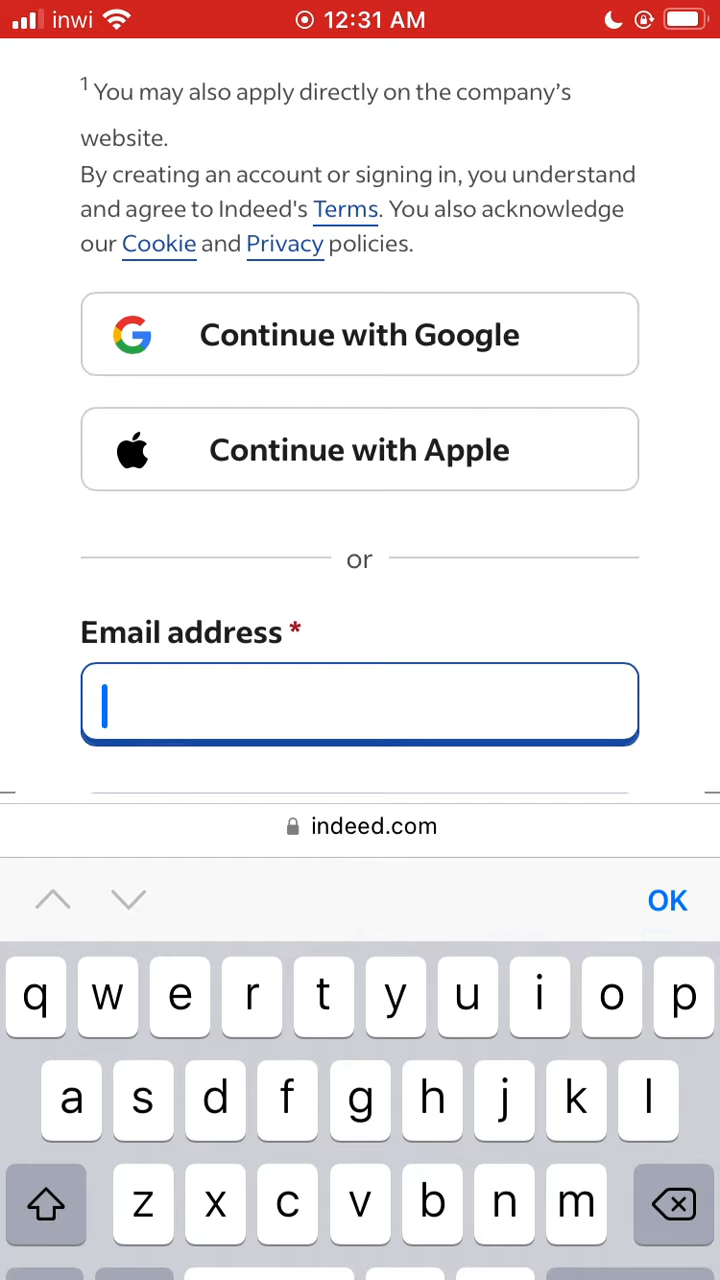 inwi 12:31 AM
1 You may also apply directly on the company’s
website.
By creating an account or signing in, you understand
and agree to Indeed's Terms. You also acknowledge
our Cookie and Privacy policies.
Continue with Google
Continue with Apple
or
Email address *
indeed.com
OK
q w e r t y u i o p
a s d f g h j k l
z x c v b n m